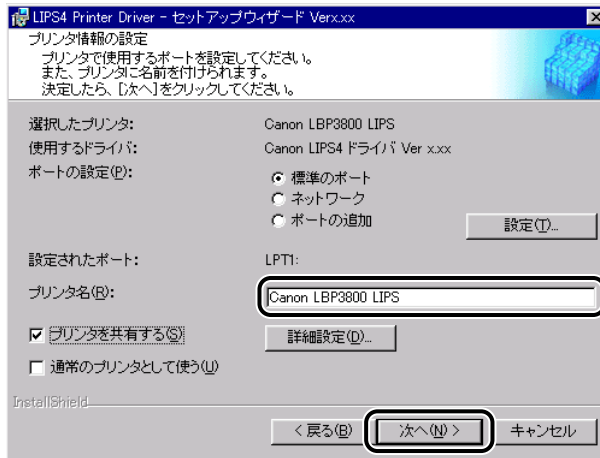 LIPS4 Printer Driver - セットアップウィザード Verx.xx
プリンタ情報の設定
プリンタで使用するポートを設定してください。
また、プリンタに名前を付けられます。
決定したら、[次へ]をクリックしてください。
選択したプリンタ: Canon LBP3800 LIPS
使用するドライバ: Canon LIPS4 ドライバ Ver x.xx
ポートの設定(P): 標準のポート
ネットワーク
ポートの追加 設定(T)...
設定されたポート: LPT1:
プリンタ名(R): Canon LBP3800 LIPS
プリンタを共有する(S) 詳細設定(D)...
通常のプリンタとして使う(U)
InstallShield
< 戻る(B) 次へ(N) > キャンセル